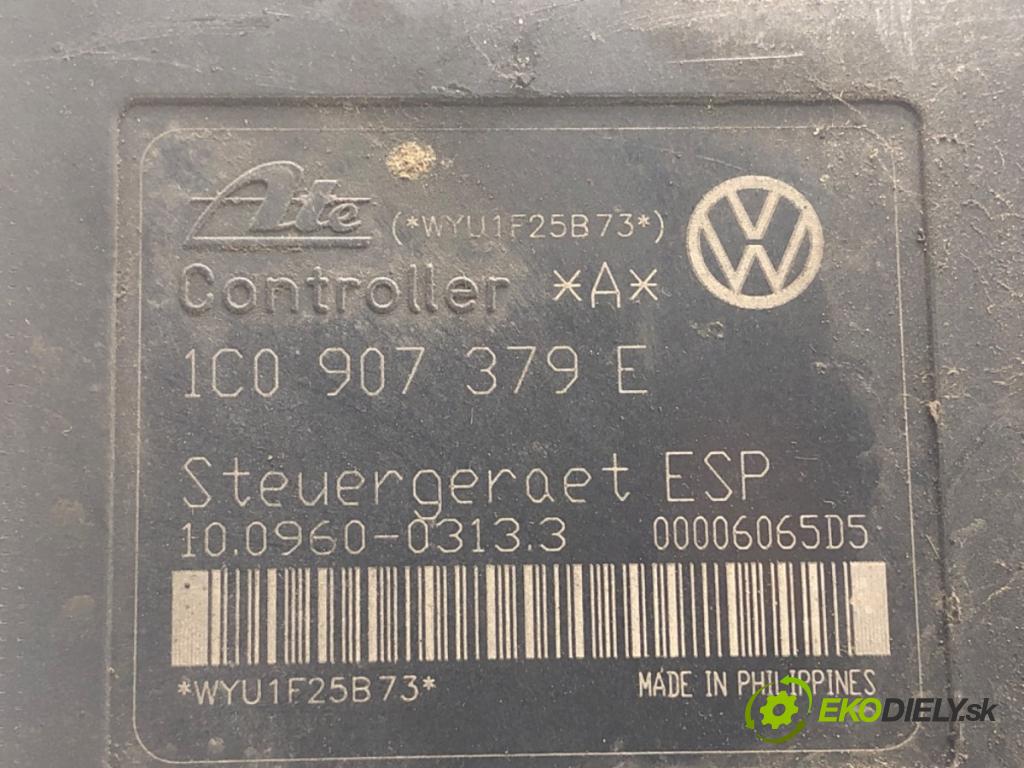 Ate (*WYU1F25B73*)
Controller *A*
1C0 907 379 E
Steuergeraet ESP
10.0960-0313.3 00006065D5
*WYU1F25B73* MADE IN PHILIPPINES
EKODIELY.sk